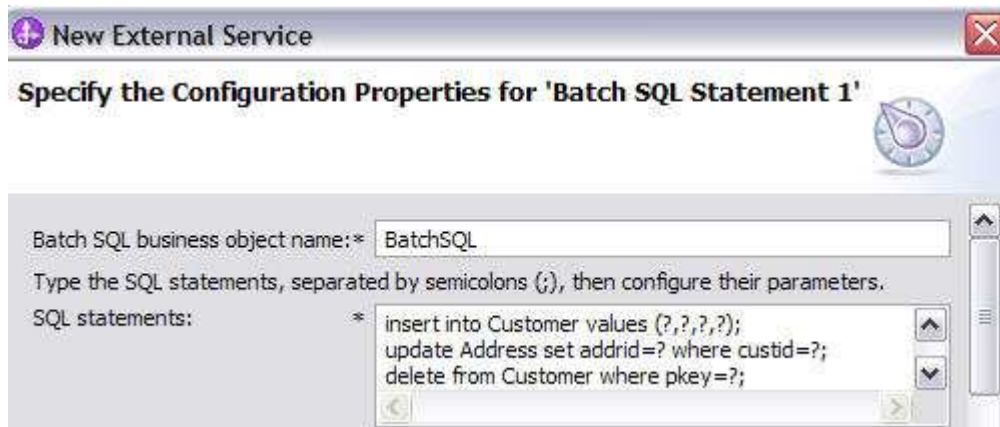 New External Service
Specify the Configuration Properties for 'Batch SQL Statement 1'
Batch SQL business object name:* BatchSQL
Type the SQL statements, separated by semicolons (;), then configure their parameters.
SQL statements: * insert into Customer values (?,?,?,?);
update Address set addrid=? where custid=?;
delete from Customer where pkey=?;